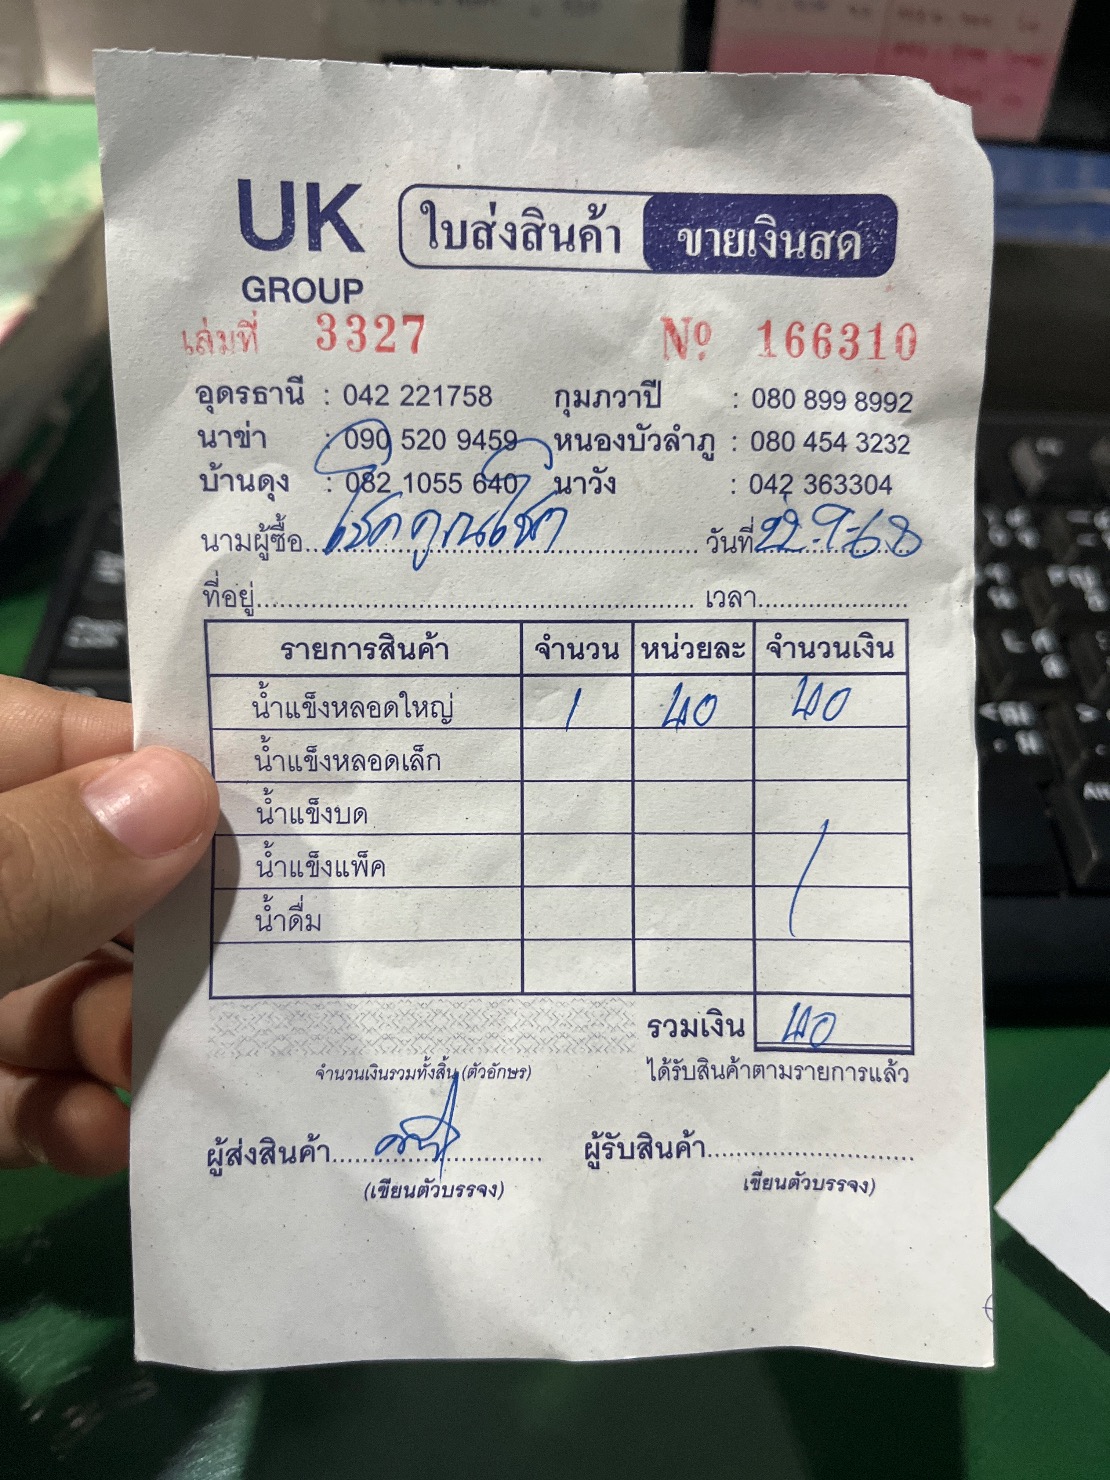 UK
GROUP
ใบส่งสินค้า ขายเงินสด
เล่มที่ 3327 Nº 166310
อุดรธานี : 042 221758 กุมภวาปี : 080 899 8992
นาข่า : 090 520 9459 หนองบัวลำภู : 080 454 3232
บ้านดุง : 082 1055 640 นาวัง : 042 363304
นามผู้ซื้อ โชคคูณโชค วันที่ 22-9-68
ที่อยู่ เวลา
รายการสินค้า จำนวน หน่วยละ จำนวนเงิน
น้ำแข็งหลอดใหญ่ 1 40 40
น้ำแข็งหลอดเล็ก
น้ำแข็งบด
น้ำแข็งแพ็ค
น้ำดื่ม
รวมเงิน 40
จำนวนเงินรวมทั้งสิ้น (ตัวอักษร) ได้รับสินค้าตามรายการแล้ว
ผู้ส่งสินค้า ผู้รับสินค้า
(เขียนตัวบรรจง) เขียนตัวบรรจง)